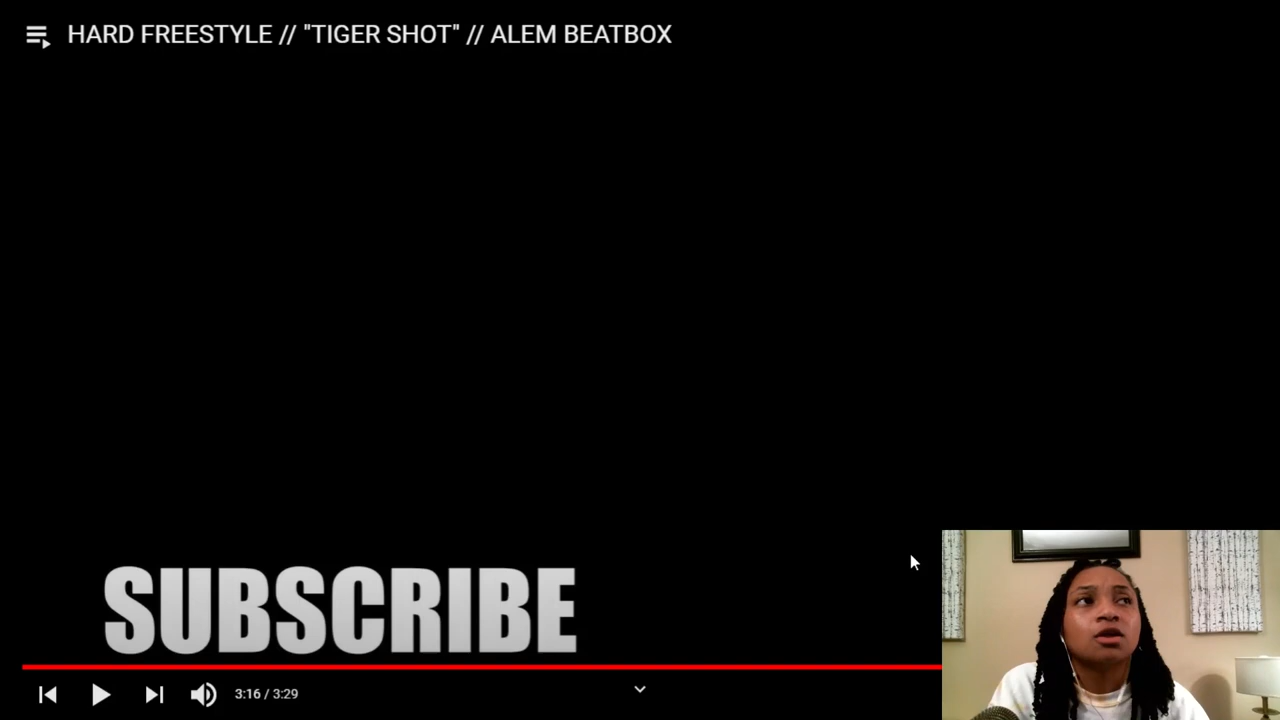 HARD FREESTYLE // "TIGER SHOT" // ALEM BEATBOX
SUBSCRIBE
3:16 / 3:29